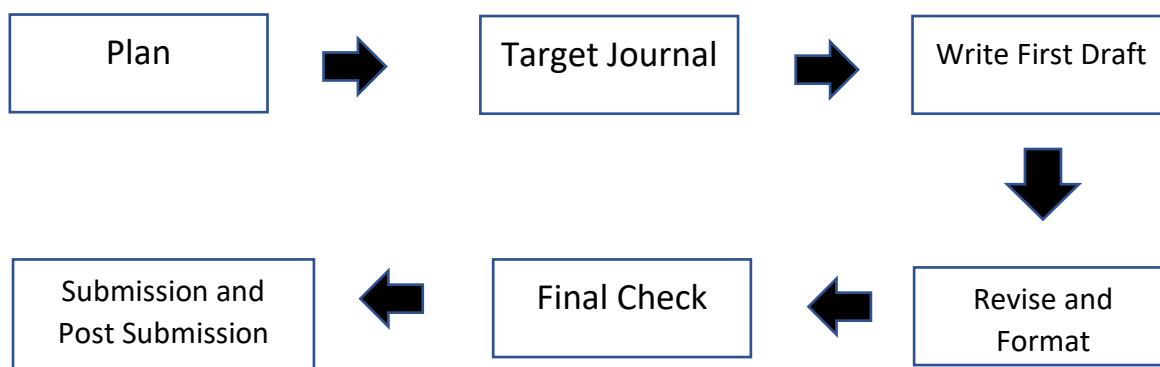 Plan
Target Journal
Write First Draft
Submission and
Post Submission
Final Check
Revise and
Format